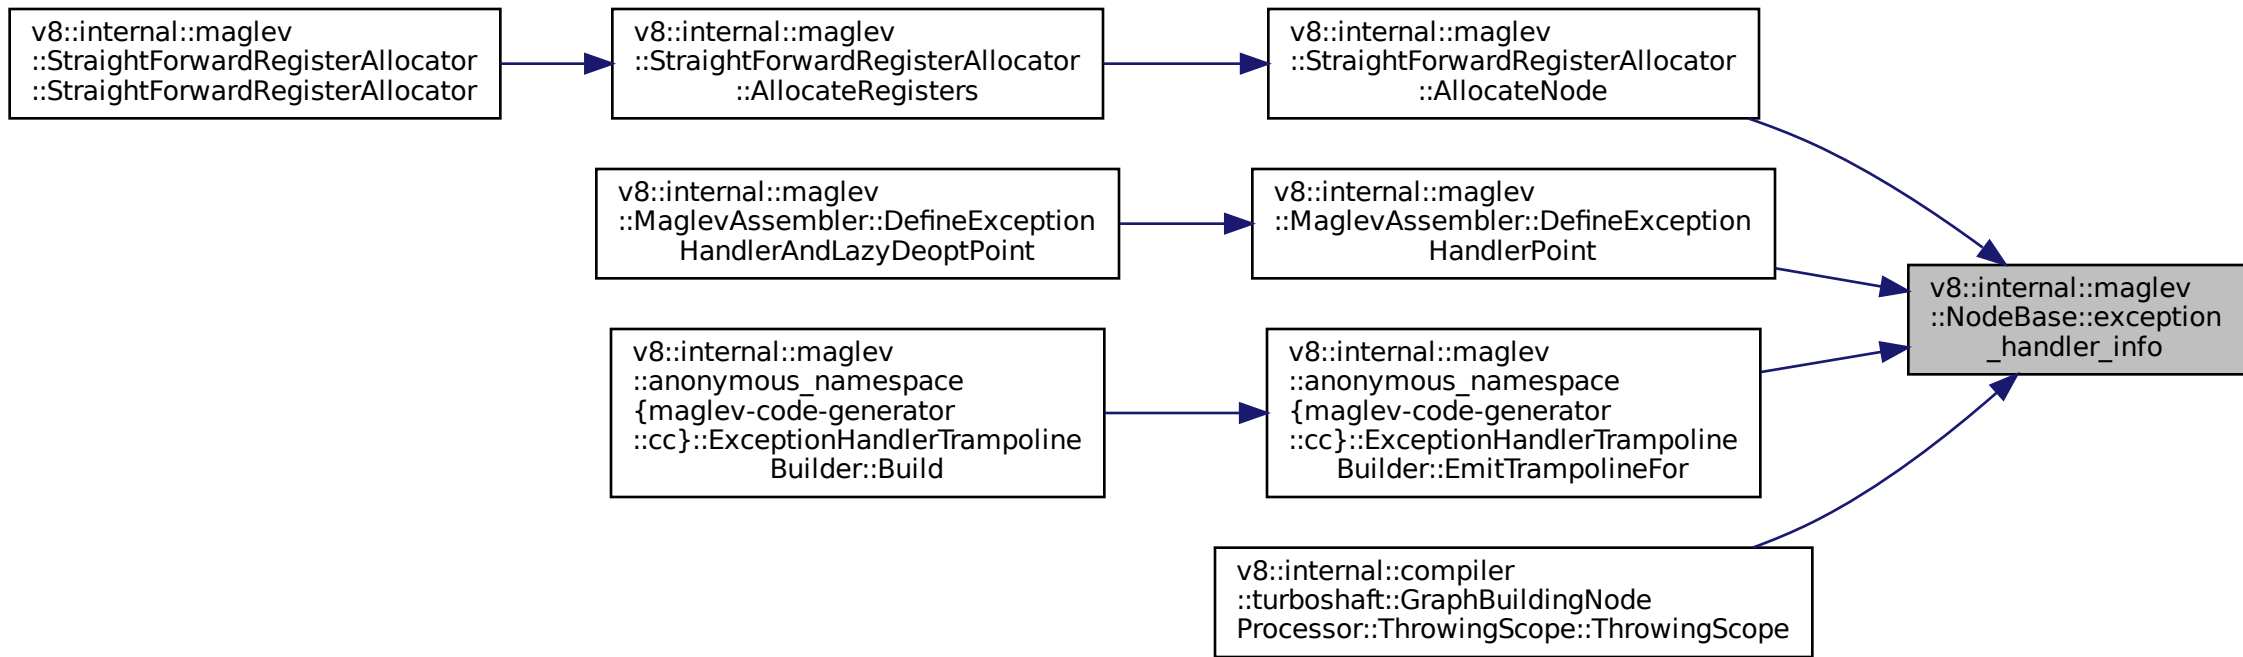 v8::internal::maglev
::StraightForwardRegisterAllocator
::StraightForwardRegisterAllocator
v8::internal::maglev
::StraightForwardRegisterAllocator
::AllocateRegisters
v8::internal::maglev
::StraightForwardRegisterAllocator
::AllocateNode
v8::internal::maglev
::MaglevAssembler::DefineException
HandlerAndLazyDeoptPoint
v8::internal::maglev
::MaglevAssembler::DefineException
HandlerPoint
v8::internal::maglev
::NodeBase::exception
_handler_info
v8::internal::maglev
::anonymous_namespace
{maglev-code-generator
::cc}::ExceptionHandlerTrampoline
Builder::Build
v8::internal::maglev
::anonymous_namespace
{maglev-code-generator
::cc}::ExceptionHandlerTrampoline
Builder::EmitTrampolineFor
v8::internal::compiler
::turboshaft::GraphBuildingNode
Processor::ThrowingScope::ThrowingScope